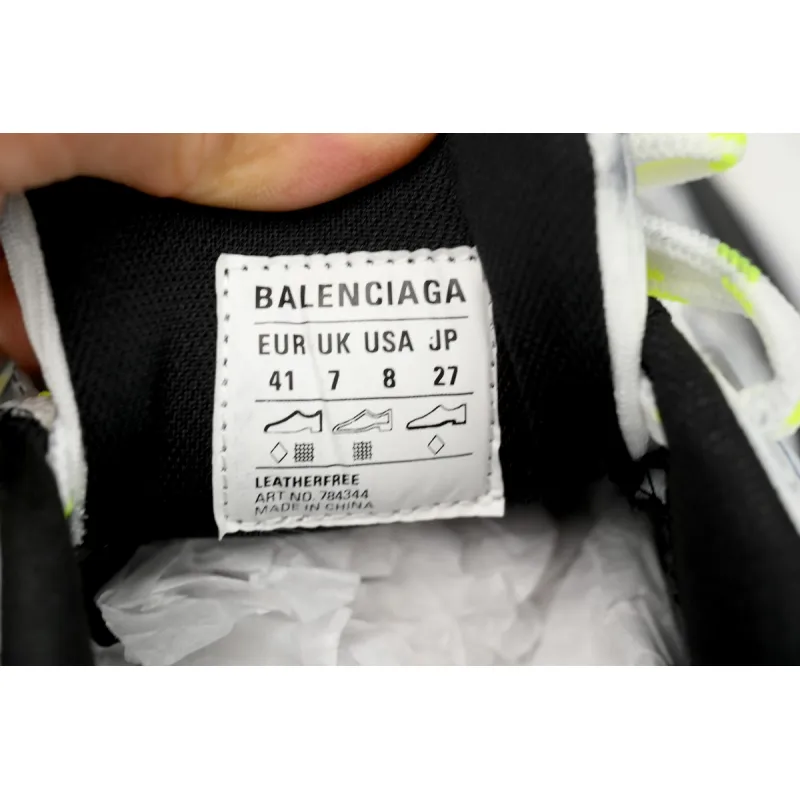 BALENCIAGA
EUR UK USA JP
41 7 8 27
LEATHERFREE
ART NO. 784344
MADE IN CHINA